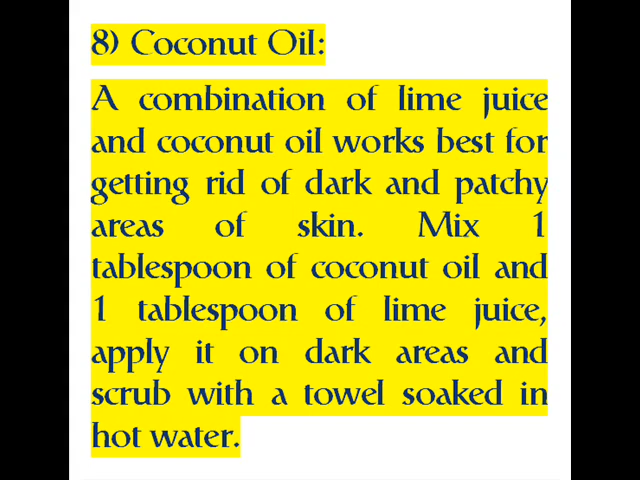 8) Coconut Oil:
A combination of lime juice
and coconut oil works best for
getting rid of dark and patchy
areas of skin. Mix 1
tablespoon of coconut oil and
1 tablespoon of lime juice,
apply it on dark areas and
scrub with a towel soaked in
hot water.